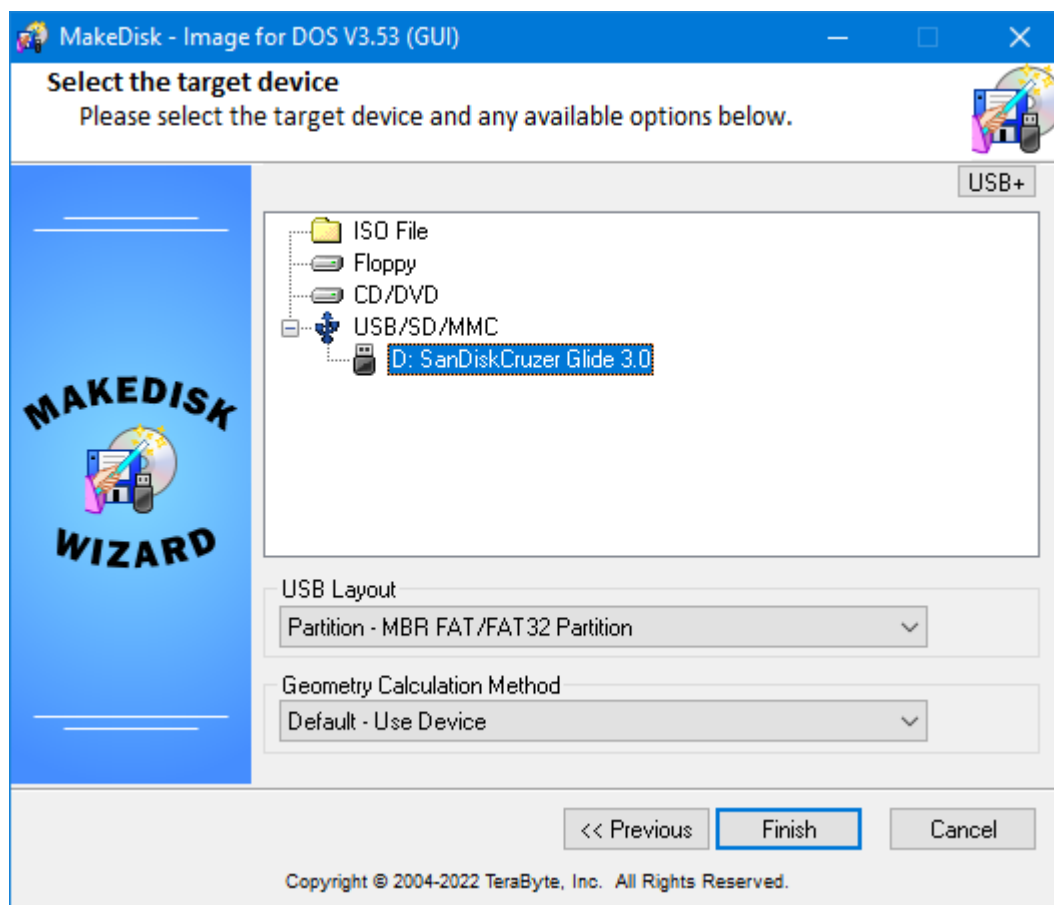 MakeDisk - Image for DOS V3.53 (GUI)
Select the target device
Please select the target device and any available options below.
USB+
ISO File
Floppy
CD/DVD
USB/SD/MMC
D: SanDiskCruzer Glide 3.0
MAKEDISK
WIZARD
USB Layout
Partition - MBR FAT/FAT32 Partition
Geometry Calculation Method
Default - Use Device
<< Previous
Finish
Cancel
Copyright © 2004-2022 TeraByte, Inc. All Rights Reserved.